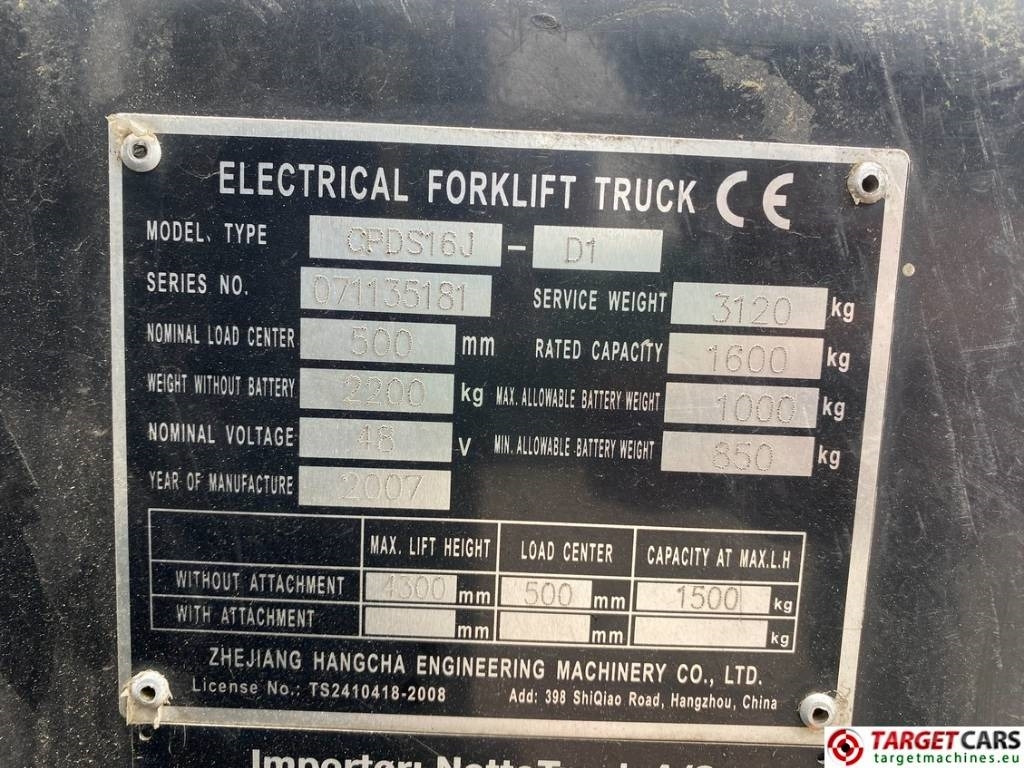 ELECTRICAL FORKLIFT TRUCK CE
MODEL. TYPE CPDS16J - D1
SERIES NO. 071135181 SERVICE WEIGHT 3120 kg
NOMINAL LOAD CENTER 500 mm RATED CAPACITY 1600 kg
WEIGHT WITHOUT BATTERY 2200 kg MAX. ALLOWABLE BATTERY WEIGHT 1000 kg
NOMINAL VOLTAGE 48 V MIN. ALLOWABLE BATTERY WEIGHT 850 kg
YEAR OF MANUFACTURE 2007
MAX. LIFT HEIGHT LOAD CENTER CAPACITY AT MAX.L.H
WITHOUT ATTACHMENT 4300 mm 500 mm 1500 kg
WITH ATTACHMENT mm mm kg
ZHEJIANG HANGCHA ENGINEERING MACHINERY CO., LTD.
License No.: TS2410418-2008 Add: 398 ShiQiao Road, Hangzhou, China
Importør:
TARGETCARS
targetmachines.eu